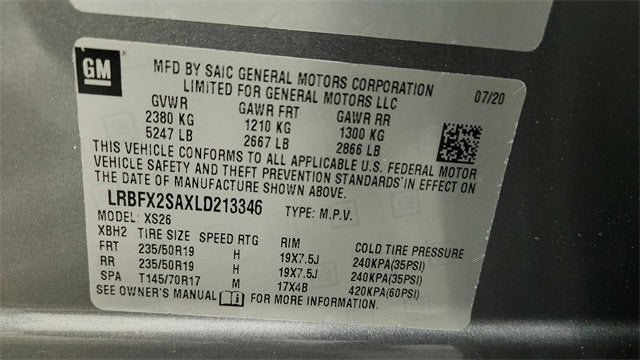 GM
MFD BY SAIC GENERAL MOTORS CORPORATION
LIMITED FOR GENERAL MOTORS LLC
07/20
GVWR GAWR FRT GAWR RR
2380 KG 1210 KG 1300 KG
5247 LB 2667 LB 2866 LB
THIS VEHICLE CONFORMS TO ALL APPLICABLE U.S. FEDERAL MOTOR
VEHICLE SAFETY AND THEFT PREVENTION STANDARDS IN EFFECT ON
THE DATE OF MANUFACTURE SHOWN ABOVE.
LRBFX2SAXLD213346 TYPE: M.P.V.
MODEL: XS26
XBH2 TIRE SIZE SPEED RTG RIM COLD TIRE PRESSURE
FRT 235/50R19 H 19X7.5J 240KPA(35PSI)
RR 235/50R19 H 19X7.5J 240KPA(35PSI)
SPA T145/70R17 M 17X4B 420KPA(60PSI)
SEE OWNER'S MANUAL FOR MORE INFORMATION.